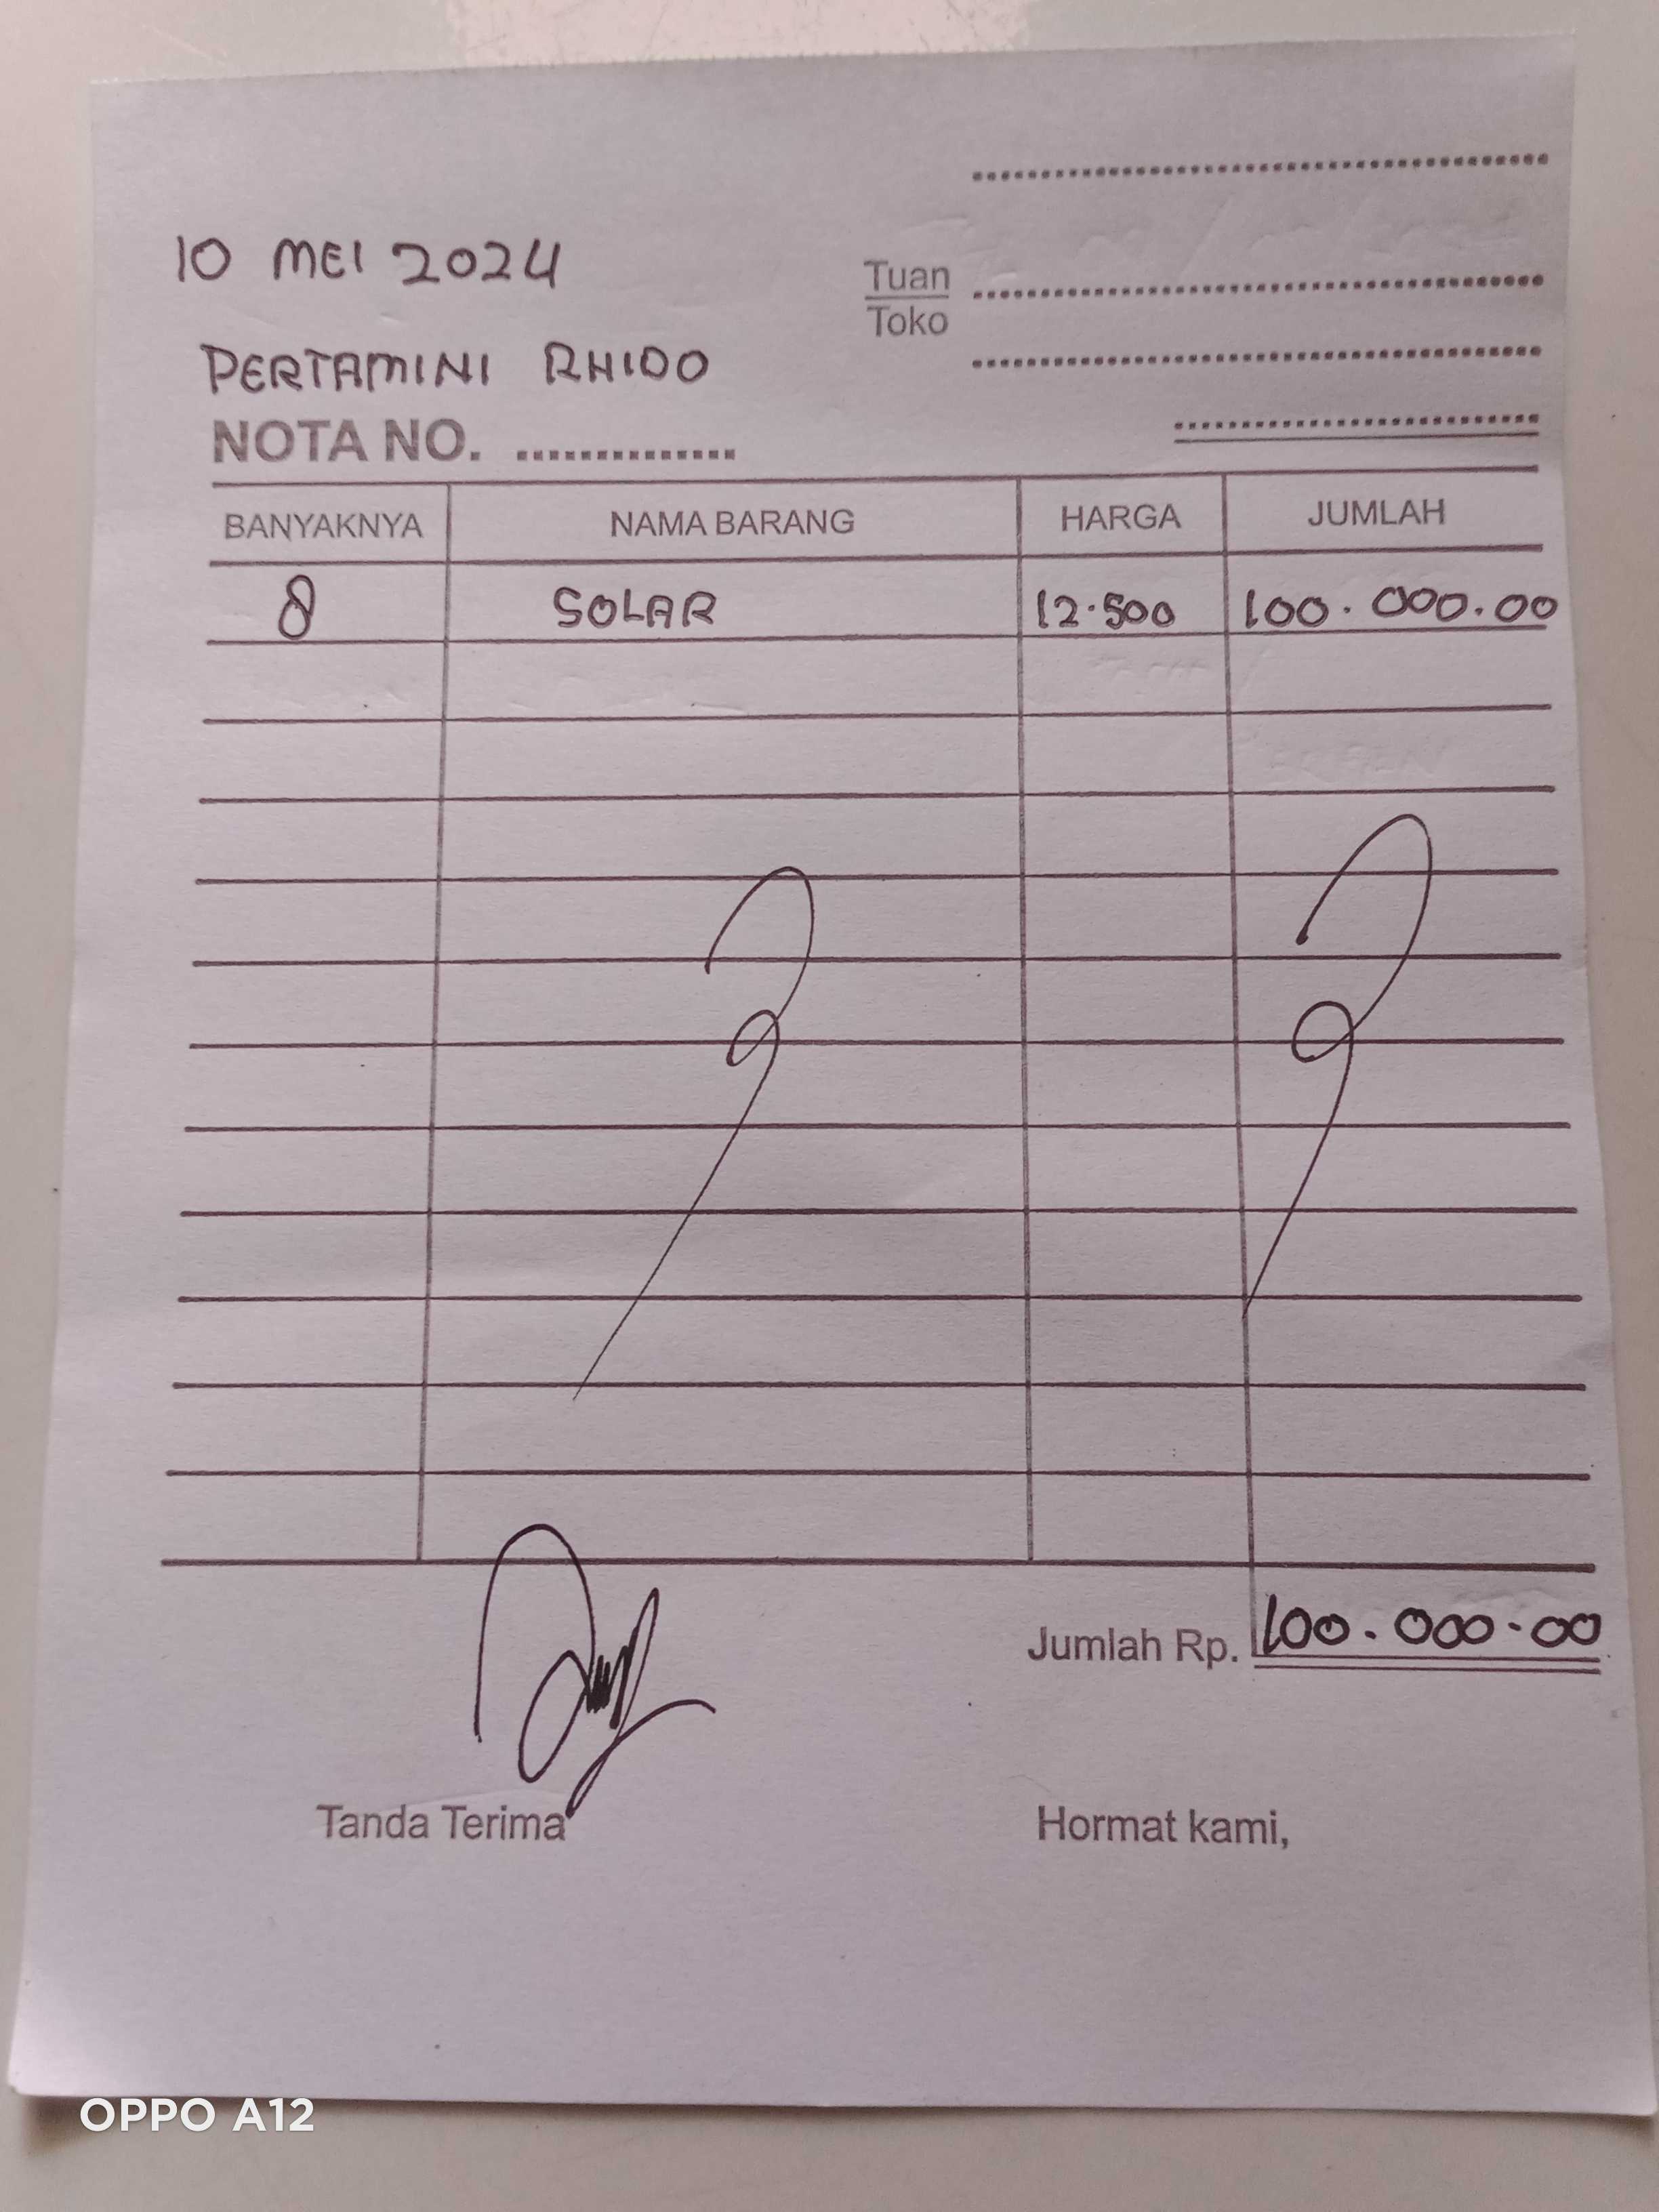 10 MEI 2024
Tuan
Toko
PERTAMINI RHIDO
NOTA NO. ..............
BANYAKNYA NAMA BARANG HARGA JUMLAH
8 SOLAR 12.500 100.000.00
Jumlah Rp. 100.000.00
Tanda Terima Hormat kami,
OPPO A12